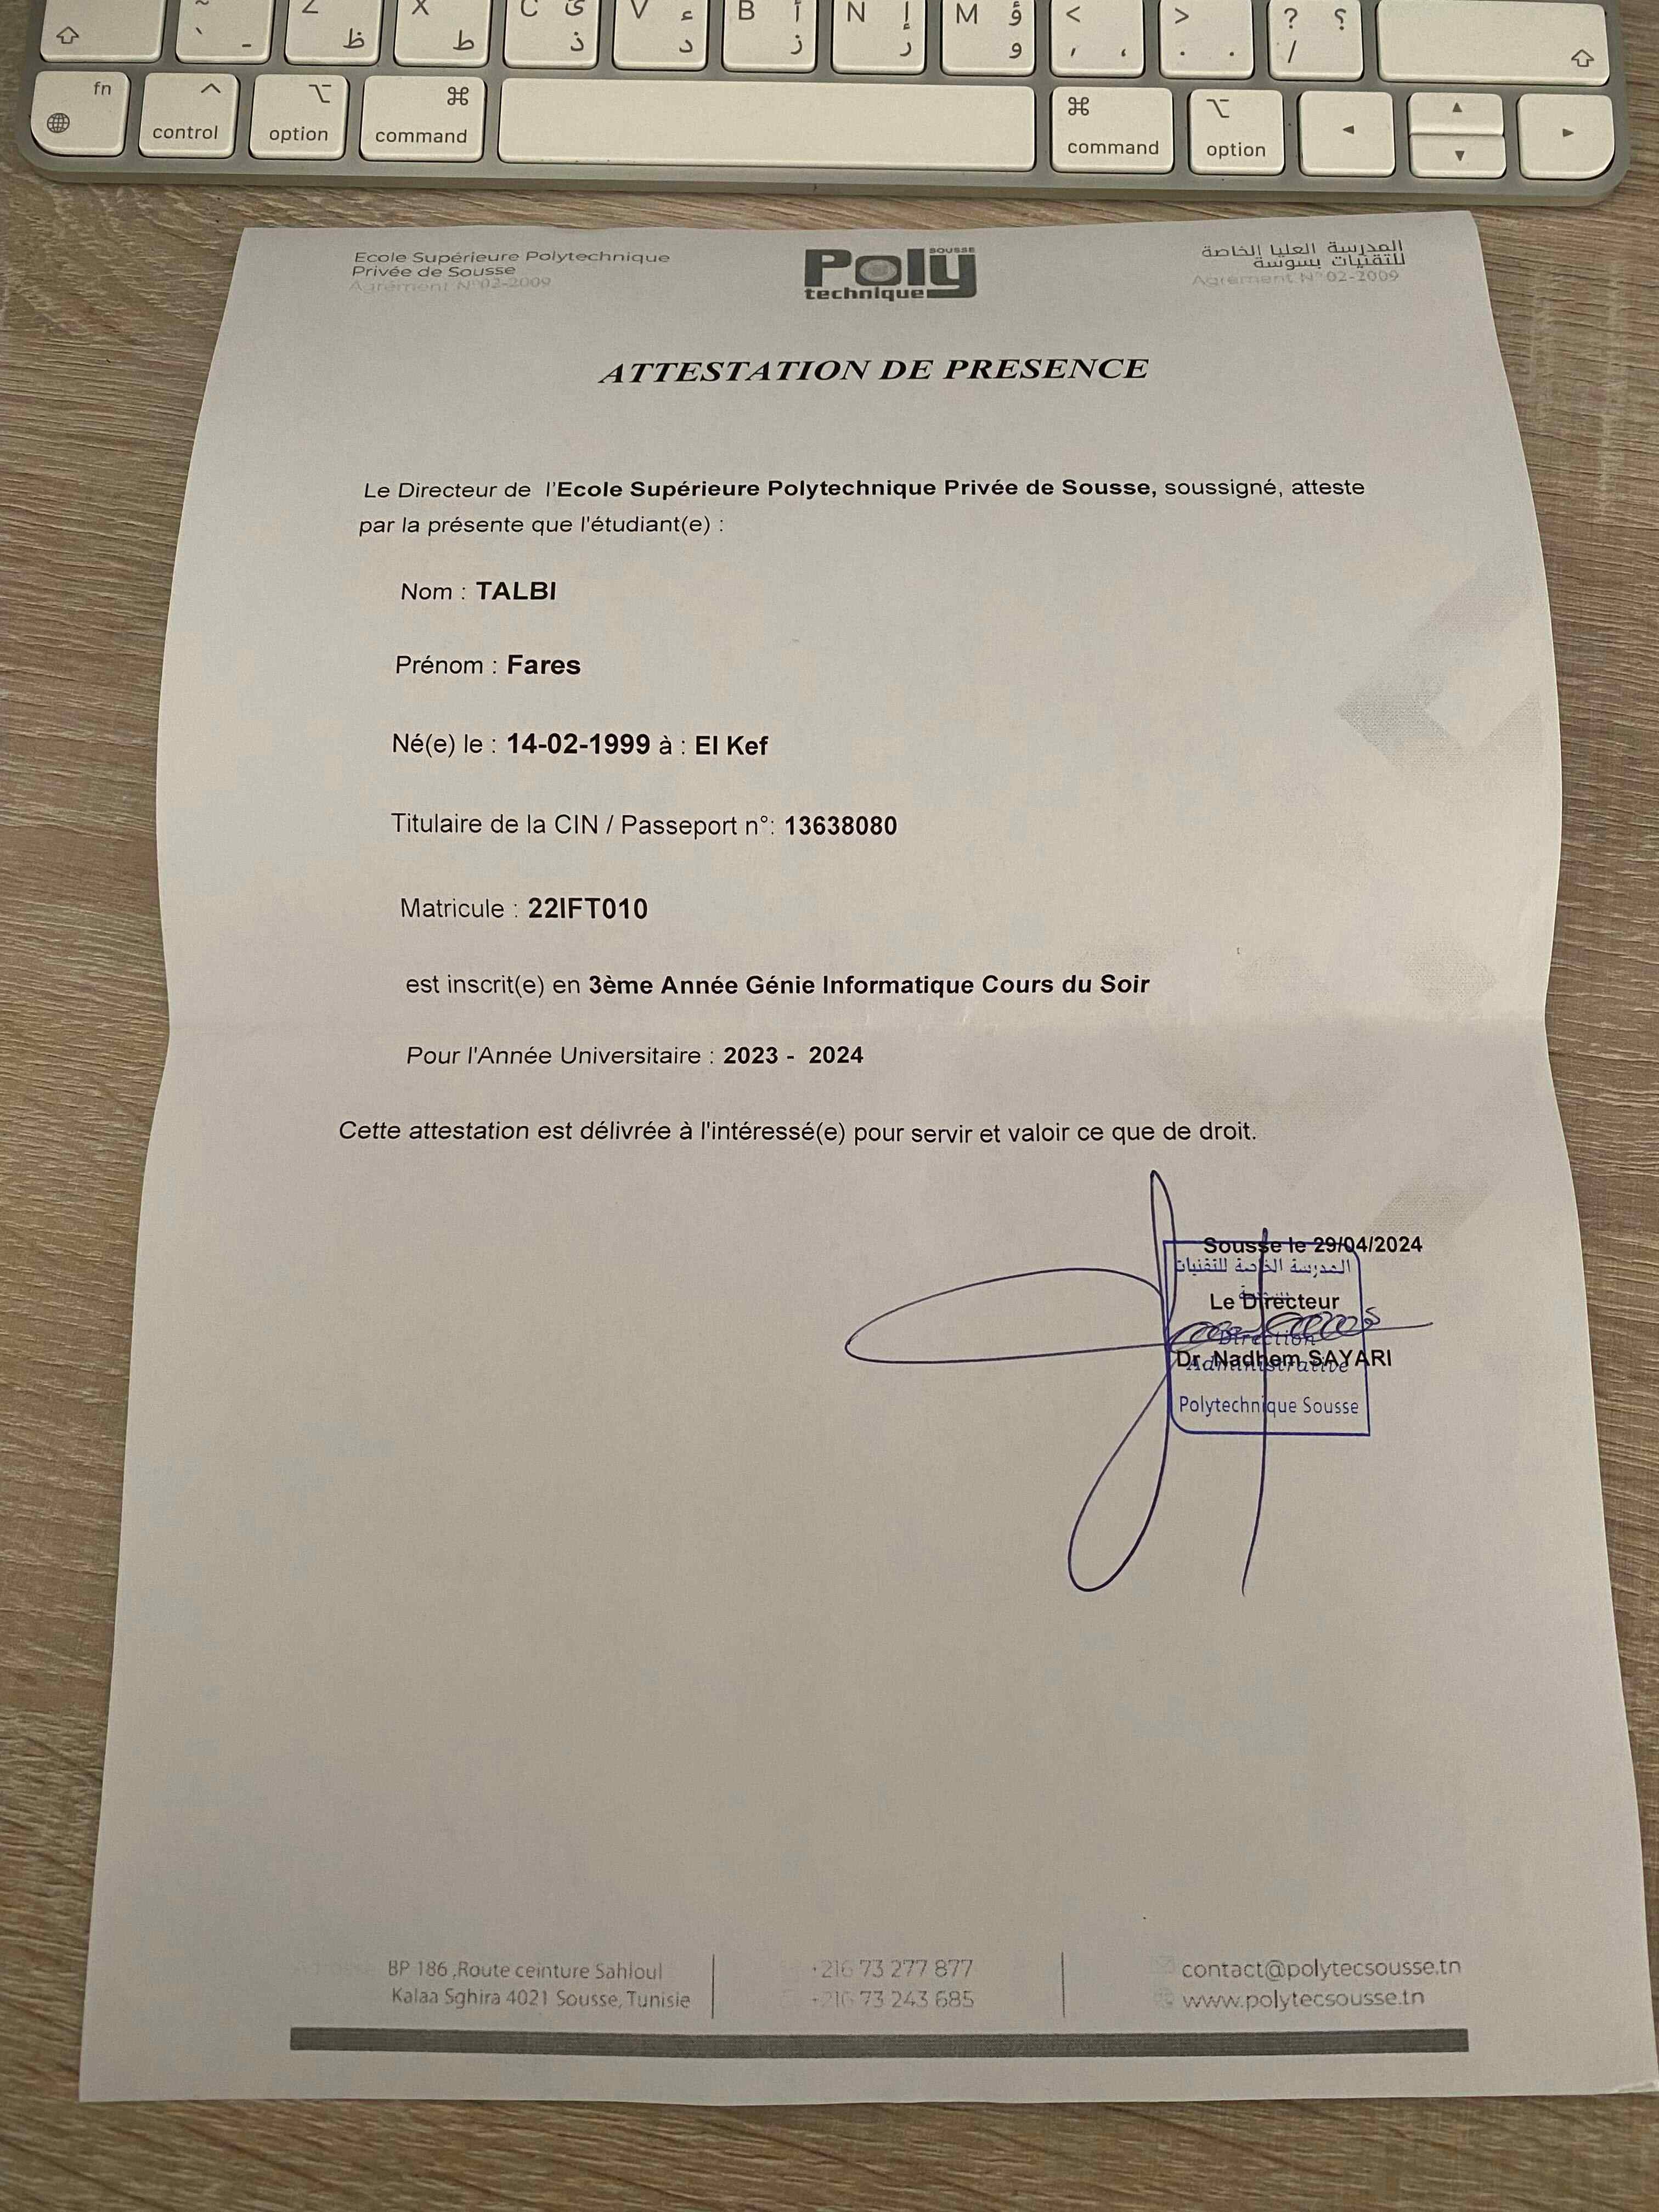 ~ Z X C ئ V ء B أ N إ M ؤ < > ? ؟
` - ظ ط ذ د ز ر و , ، . . /
fn ^ ⌥ ⌘ ⌘ ⌥ ◄ ▲ ►
control option command command option ▼
Ecole Supérieure Polytechnique
Privée de Sousse
Agrément N° 02-2009
SOUSSE
Poly
technique
المدرسة العليا الخاصة
للتقنيات بسوسة
Agrément N° 02-2009
ATTESTATION DE PRESENCE
Le Directeur de l'Ecole Supérieure Polytechnique Privée de Sousse, soussigné, atteste
par la présente que l'étudiant(e) :
Nom : TALBI
Prénom : Fares
Né(e) le : 14-02-1999 à : El Kef
Titulaire de la CIN / Passeport n°: 13638080
Matricule : 22IFT010
est inscrit(e) en 3ème Année Génie Informatique Cours du Soir
Pour l'Année Universitaire : 2023 - 2024
Cette attestation est délivrée à l'intéressé(e) pour servir et valoir ce que de droit.
Sousse le 29/04/2024
المدرسة الخاصة للتقنيات
Le Directeur
Direction
Dr. Nadhem SAYARI
Administrative
Polytechnique Sousse
BP 186 ,Route ceinture Sahloul
Kalaa Sghira 4021 Sousse, Tunisie
+216 73 277 877
+216 73 243 685
contact@polytecsousse.tn
www.polytecsousse.tn